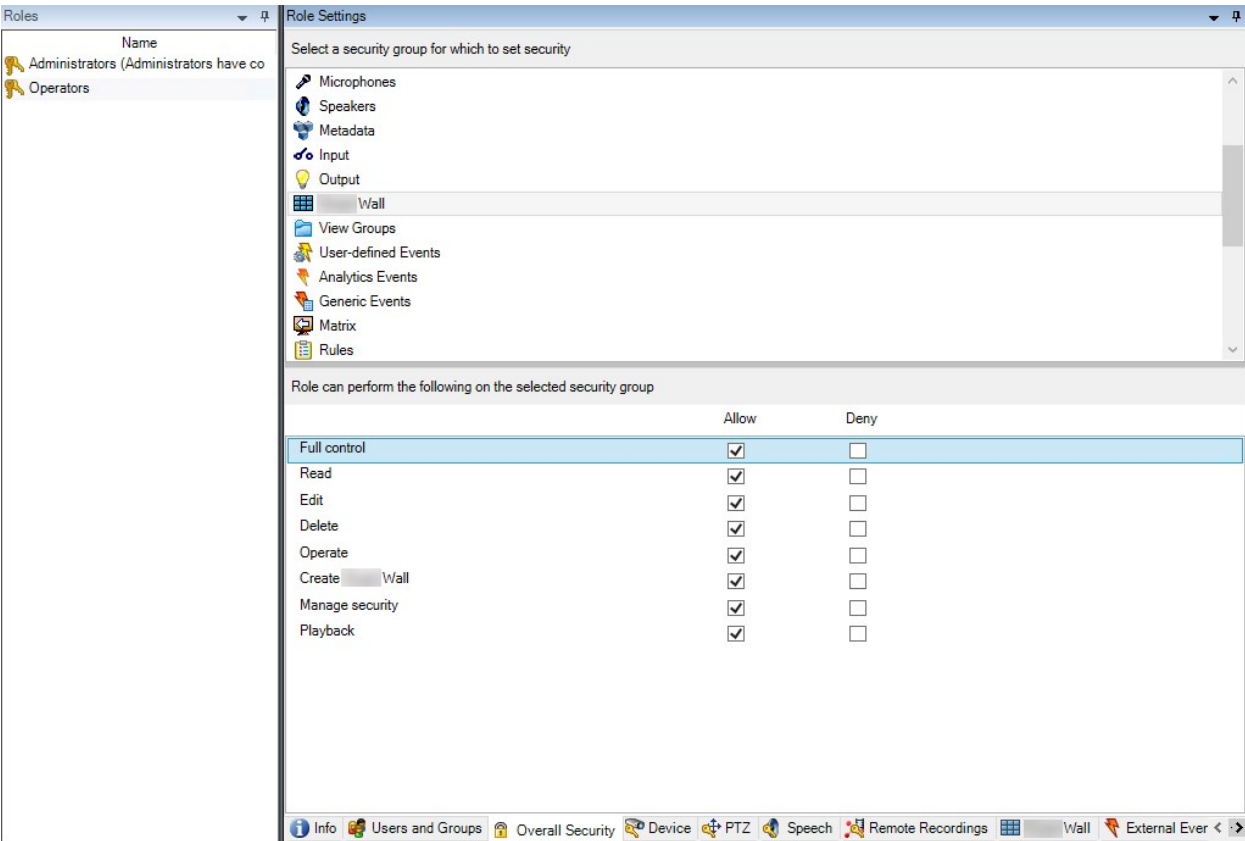 Roles
Name
Administrators (Administrators have co
Operators
Role Settings
Select a security group for which to set security
Microphones
Speakers
Metadata
Input
Output
Wall
View Groups
User-defined Events
Analytics Events
Generic Events
Matrix
Rules
Role can perform the following on the selected security group
Allow Deny
Full control
Read
Edit
Delete
Operate
Create Wall
Manage security
Playback
Info Users and Groups Overall Security Device PTZ Speech Remote Recordings Wall External Ever